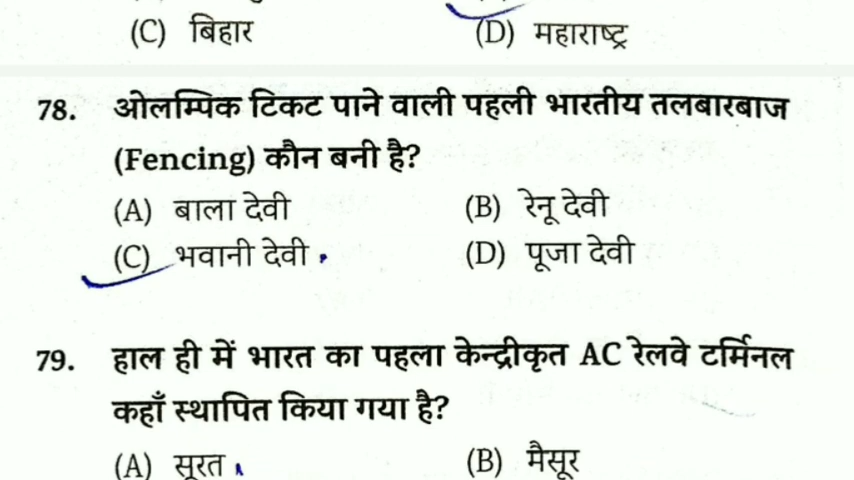 (C) बिहार (D) महाराष्ट्र
78. ओलम्पिक टिकट पाने वाली पहली भारतीय तलबारबाज
(Fencing) कौन बनी है?
(A) बाला देवी (B) रेनू देवी
(C) भवानी देवी (D) पूजा देवी
79. हाल ही में भारत का पहला केन्द्रीकृत AC रेलवे टर्मिनल
कहाँ स्थापित किया गया है?
(A) सूरत (B) मैसूर